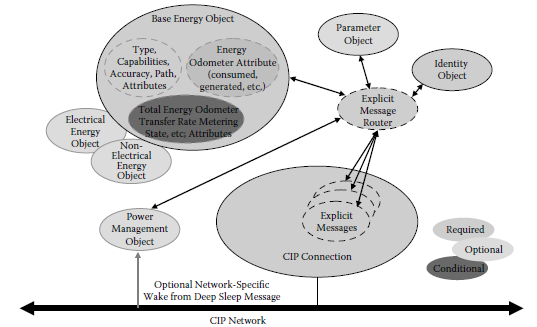 Base Energy Object
Type,
Capabilities,
Accuracy, Path,
Attributes
Energy
Odometer Attribute
(consumed,
generated, etc.)
Total Energy Odometer
Transfer Rate Metering
State, etc; Attributes
Electrical
Energy
Object
Non-
Electrical
Energy
Object
Parameter
Object
Identity
Object
Explicit
Message
Router
Power
Management
Object
Explicit
Messages
CIP Connection
Required
Optional
Conditional
Optional Network-Specific
Wake from Deep Sleep Message
CIP Network